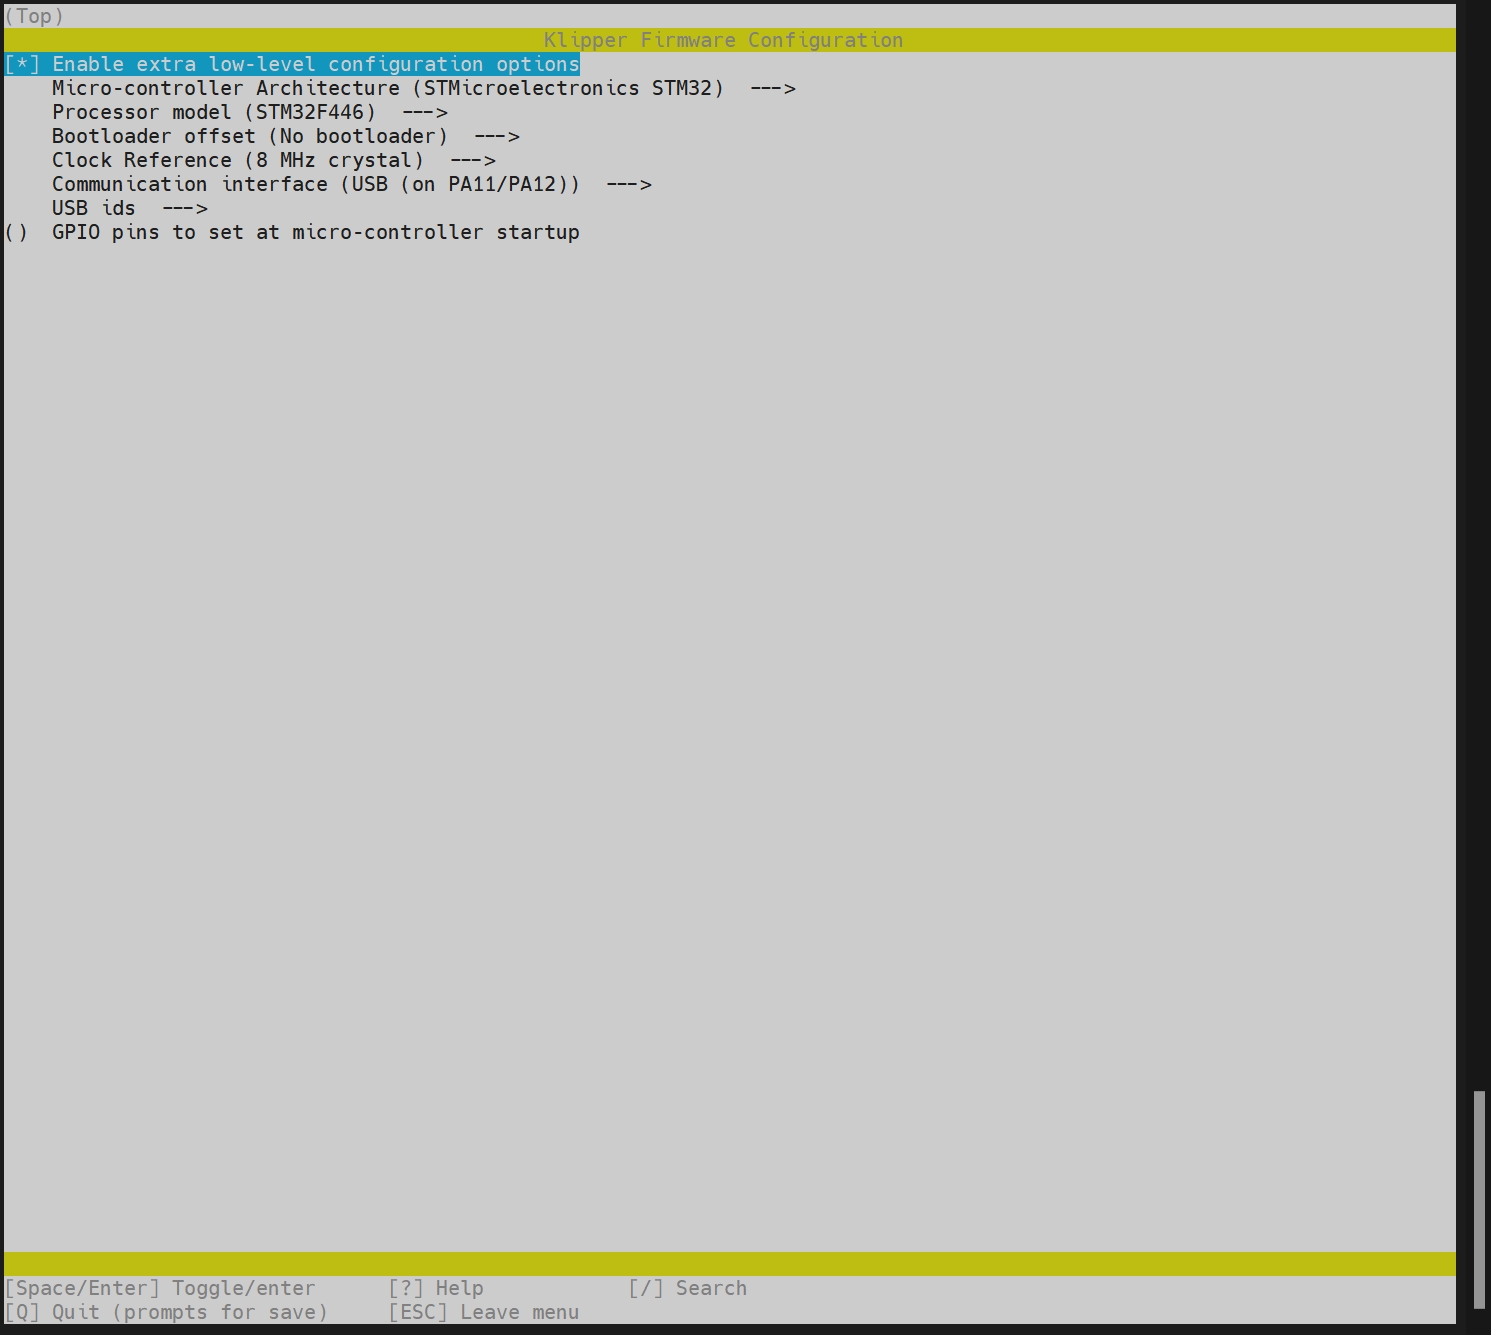 (Top)
Klipper Firmware Configuration
[*] Enable extra low-level configuration options
Micro-controller Architecture (STMicroelectronics STM32)  --->
Processor model (STM32F446)  --->
Bootloader offset (No bootloader)  --->
Clock Reference (8 MHz crystal)  --->
Communication interface (USB (on PA11/PA12))  --->
USB ids  --->
()  GPIO pins to set at micro-controller startup
[Space/Enter] Toggle/enter      [?] Help            [/] Search
[Q] Quit (prompts for save)     [ESC] Leave menu